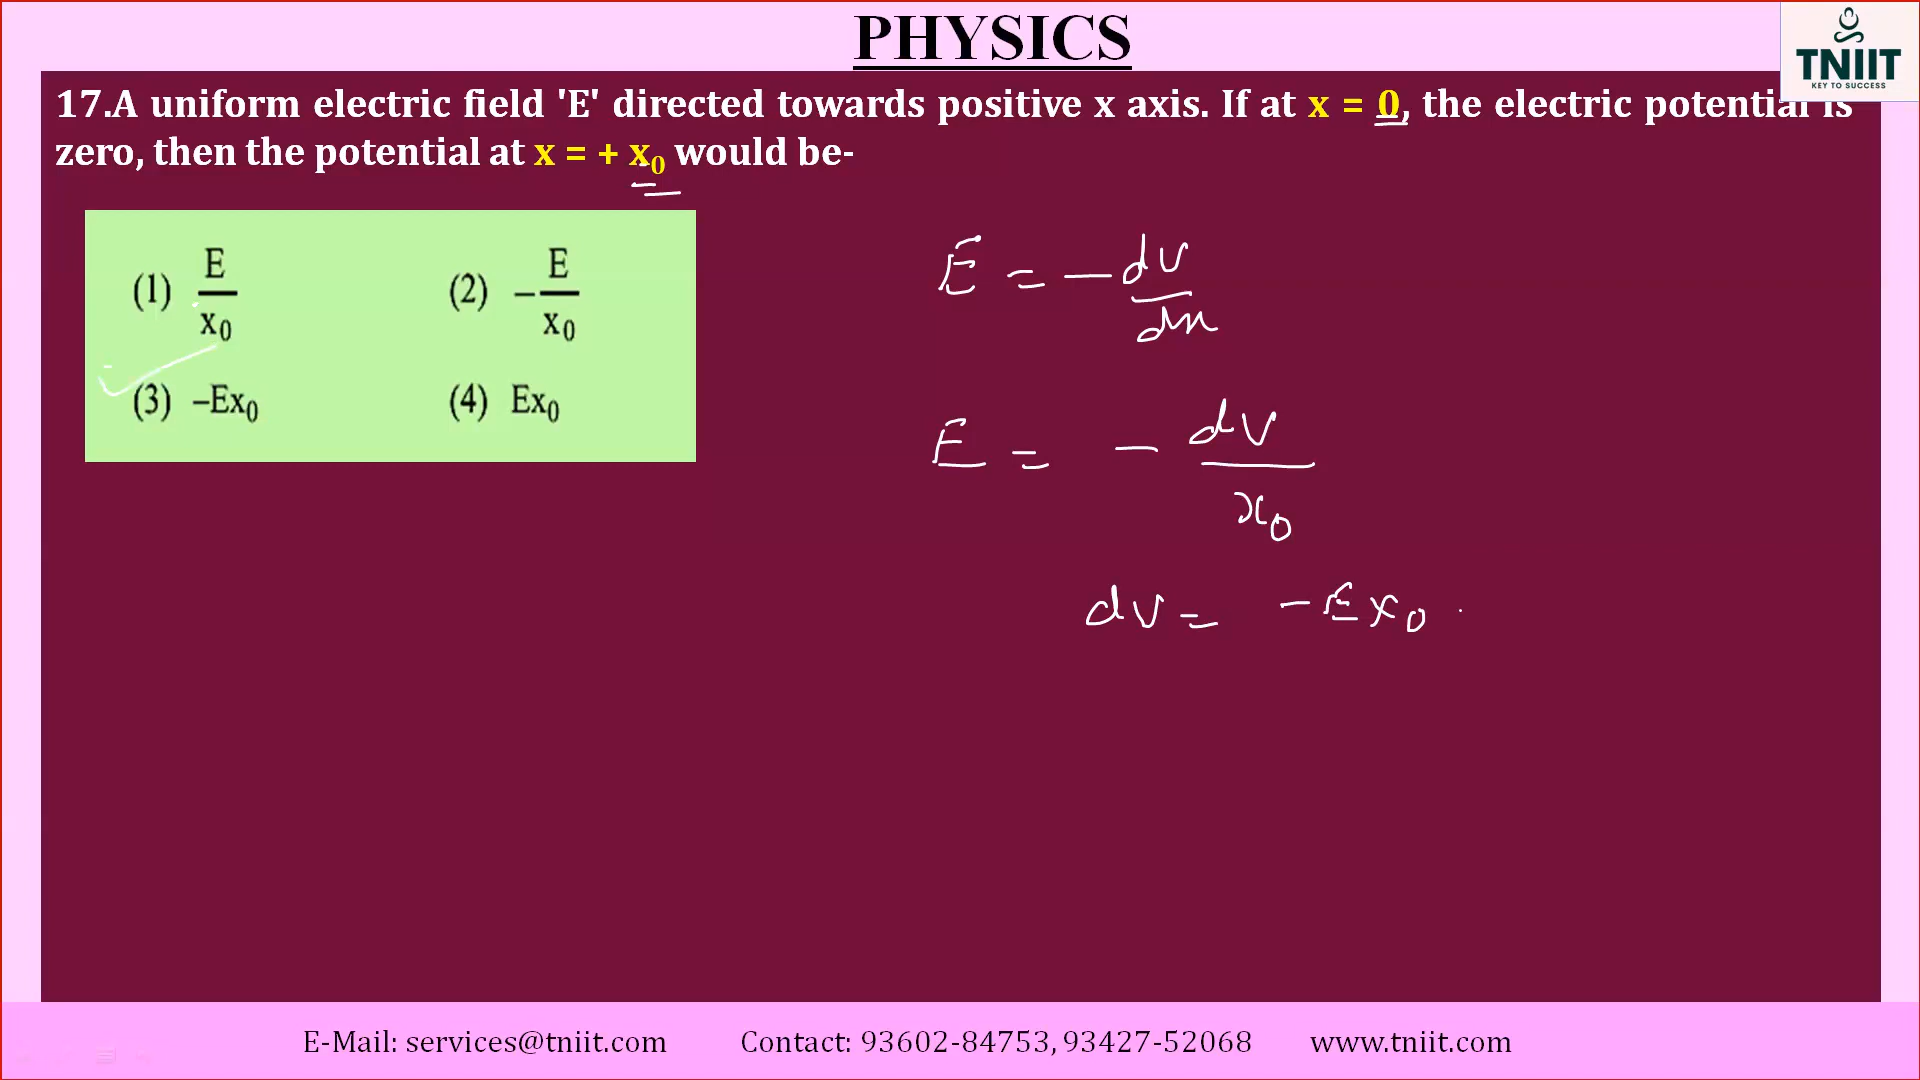 PHYSICS
TNIIT
KEY TO SUCCESS
17.A uniform electric field 'E' directed towards positive x axis. If at x = 0, the electric potential is
zero, then the potential at x = + x₀ would be-
(1) E/x₀ (2) -E/x₀
(3) –Ex₀ (4) Ex₀
E = - dv/dx
E = - dV/x₀
dv = - Ex₀
E-Mail: services@tniit.com Contact: 93602-84753, 93427-52068 www.tniit.com